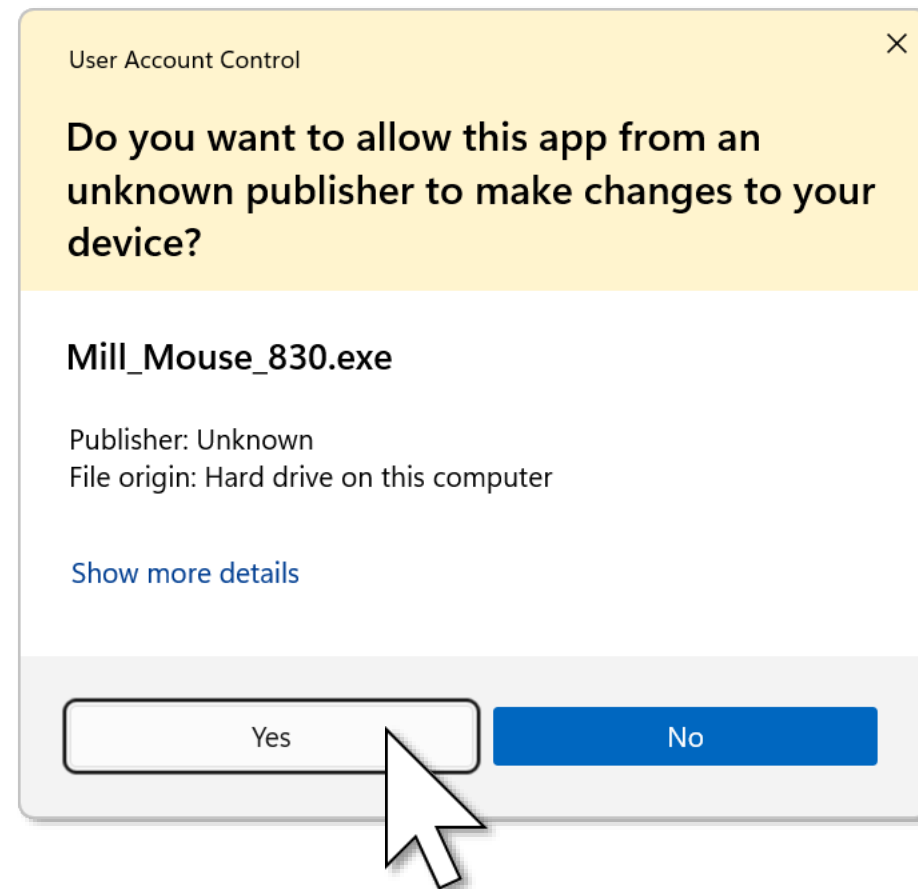 User Account Control
Do you want to allow this app from an
unknown publisher to make changes to your
device?
Mill_Mouse_830.exe
Publisher: Unknown
File origin: Hard drive on this computer
Show more details
Yes
No